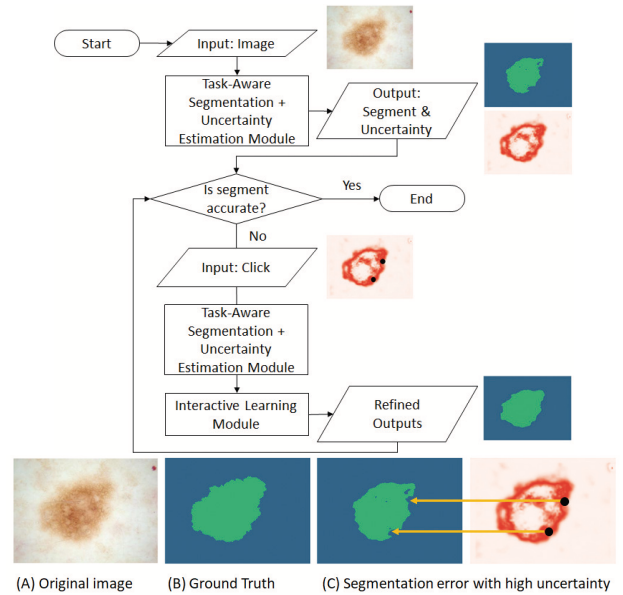 Start
Input: Image
Task-Aware
Segmentation +
Uncertainty
Estimation Module
Output:
Segment &
Uncertainty
Is segment
accurate?
Yes
End
No
Input: Click
Task-Aware
Segmentation +
Uncertainty
Estimation Module
Interactive Learning
Module
Refined
Outputs
(A) Original image
(B) Ground Truth
(C) Segmentation error with high uncertainty